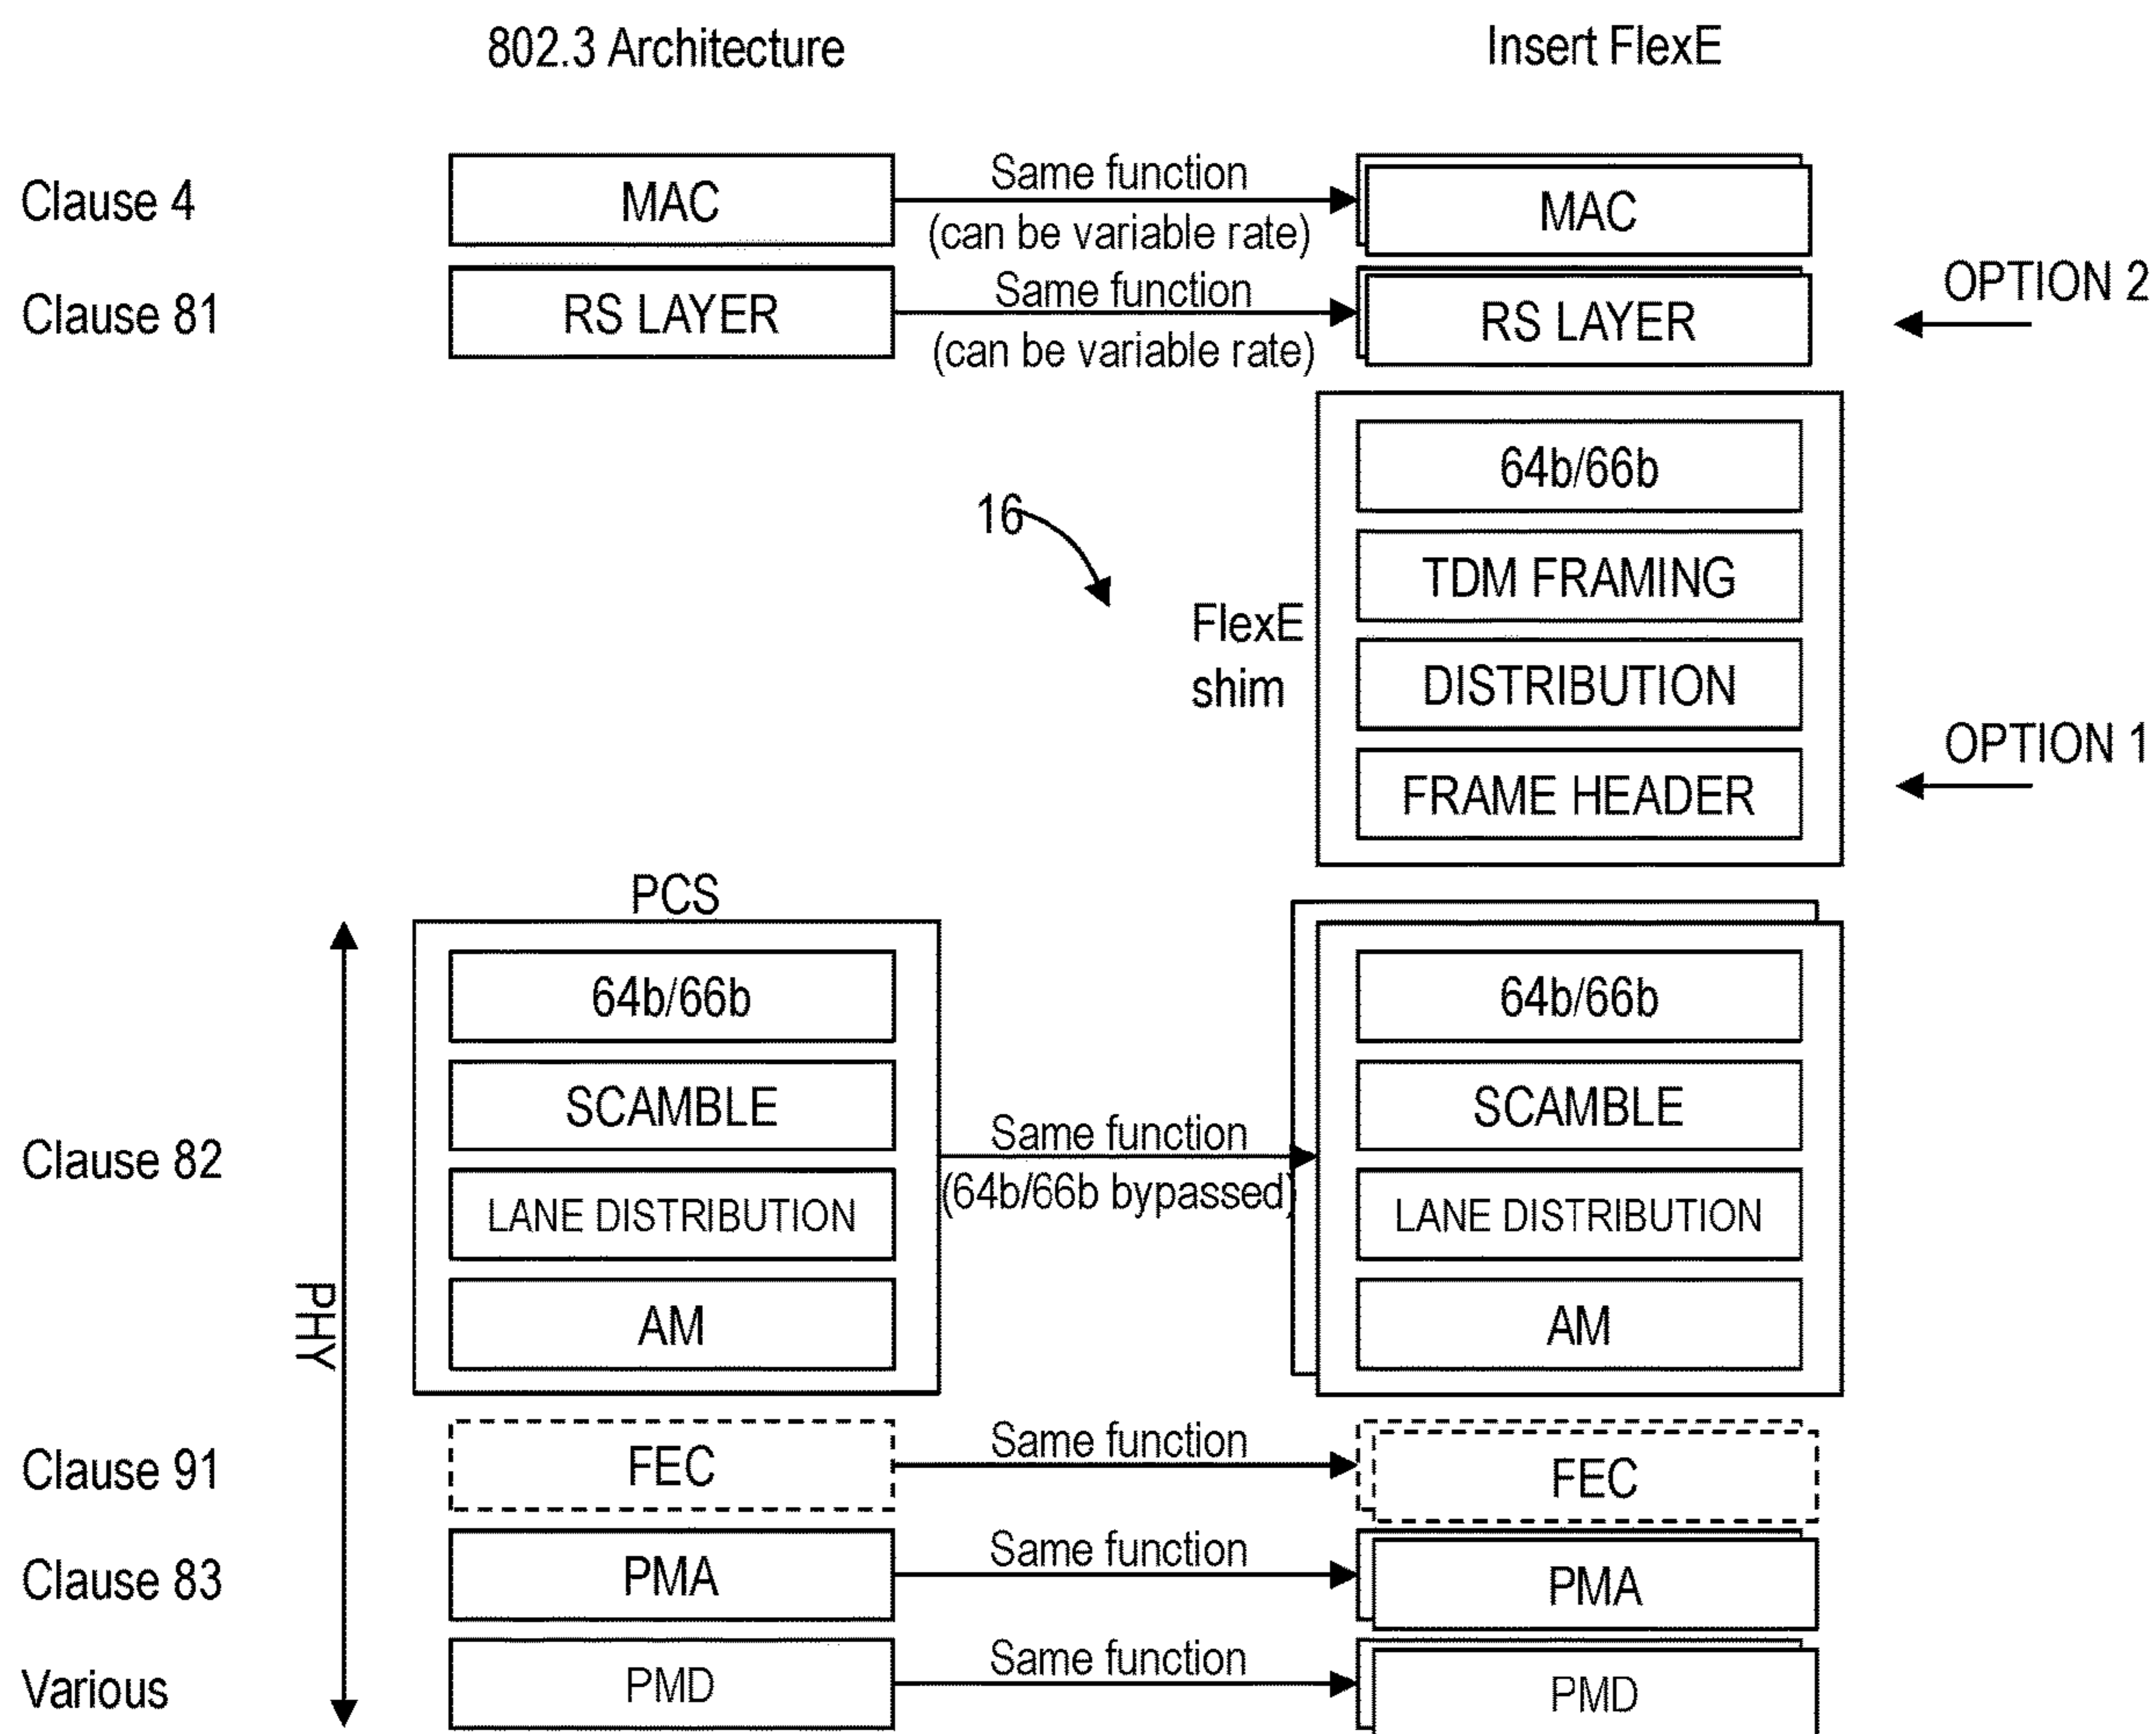 802.3 Architecture
Insert FlexE
Clause 4
MAC
Same function
(can be variable rate)
MAC
Clause 81
RS LAYER
Same function
(can be variable rate)
RS LAYER
OPTION 2
64b/66b
16
TDM FRAMING
FlexE
shim
DISTRIBUTION
OPTION 1
FRAME HEADER
PCS
64b/66b
64b/66b
SCAMBLE
SCAMBLE
Clause 82
Same function
(64b/66b bypassed)
LANE DISTRIBUTION
LANE DISTRIBUTION
PHY
AM
AM
Clause 91
FEC
Same function
FEC
Clause 83
PMA
Same function
PMA
Various
PMD
Same function
PMD